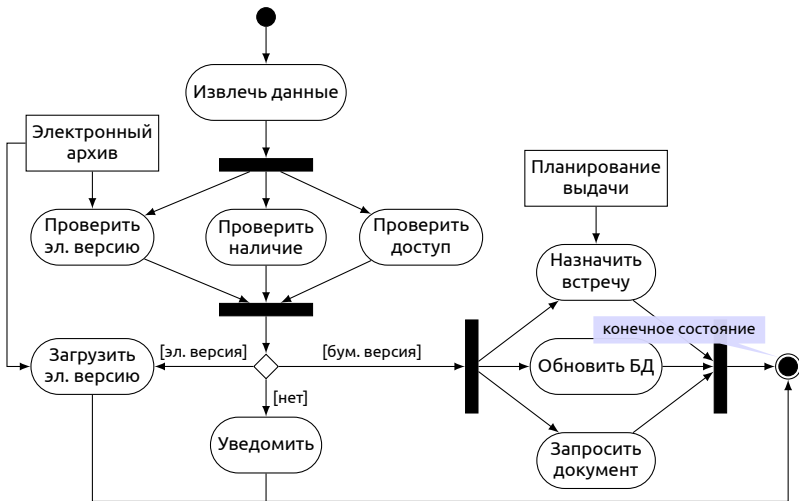 Извлечь данные
Электронный
архив
Планирование
выдачи
Проверить
эл. версию
Проверить
наличие
Проверить
доступ
Назначить
встречу
конечное состояние
Загрузить
эл. версию
[эл. версия]
[бум. версия]
Обновить БД
[нет]
Уведомить
Запросить
документ